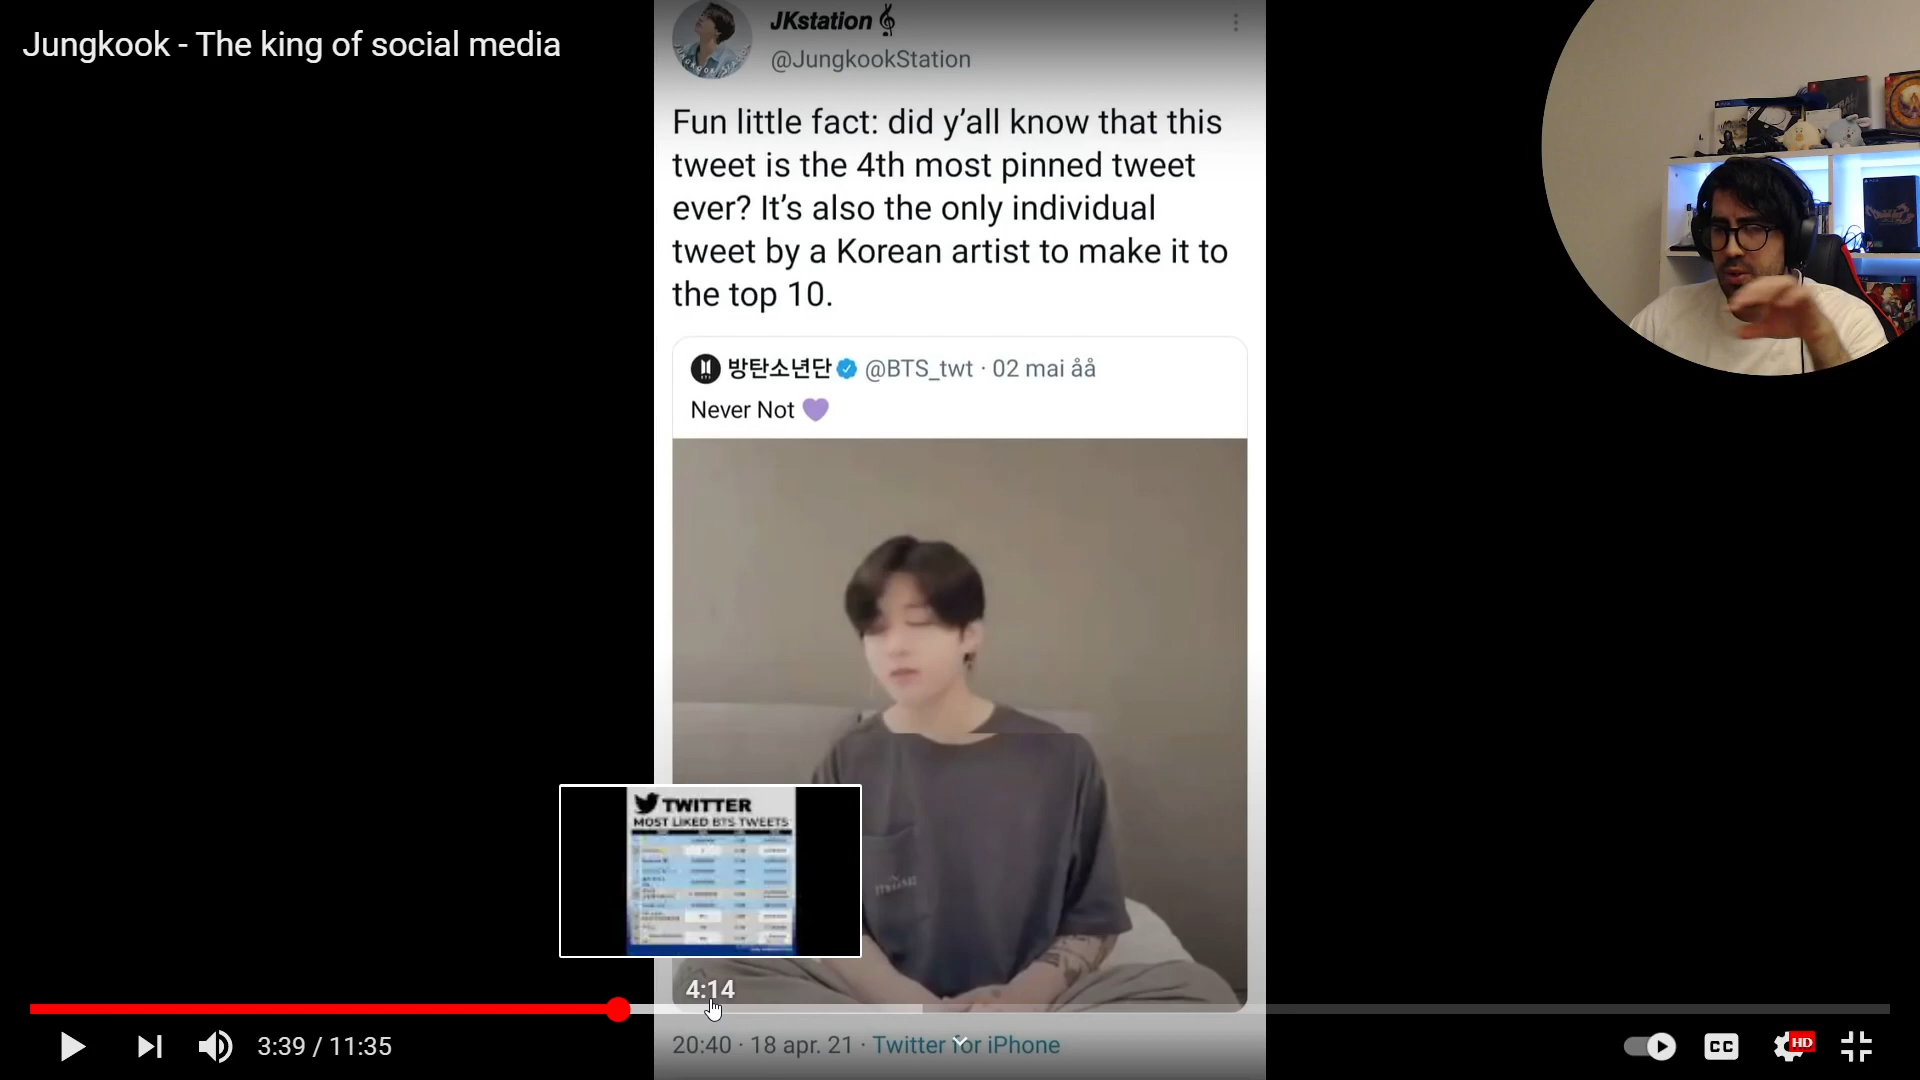 Jungkook - The king of social media
JKstation
@JungkookStation
Fun little fact: did y’all know that this
tweet is the 4th most pinned tweet
ever? It’s also the only individual
tweet by a Korean artist to make it to
the top 10.
방탄소년단 @BTS_twt · 02 mai åå
Never Not 💜
TWITTER
MOST LIKED BTS TWEETS
4:14
3:39 / 11:35
20:40 · 18 apr. 21 · Twitter for iPhone
CC
HD